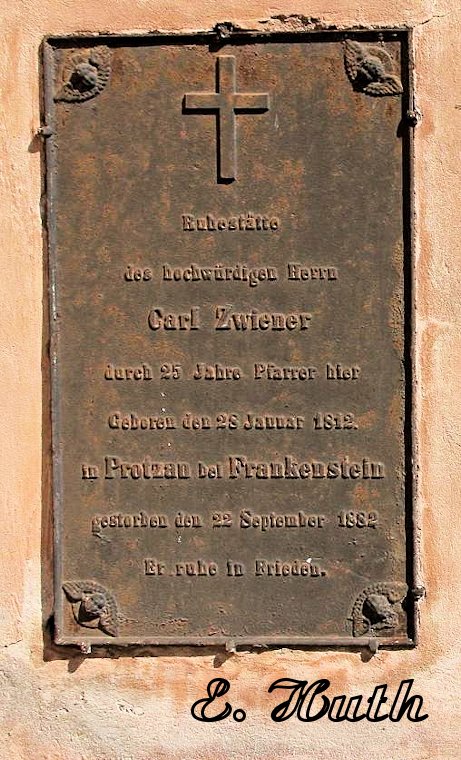 Ruhestätte
des hochwürdigen Herrn
Carl Zwiener
durch 25 Jahre Pfarrer hier
Geboren den 28 Januar 1812.
in Protzan bei Frankenstein
gestorben den 22 September 1882
Er ruhe in Frieden.
E. Huth